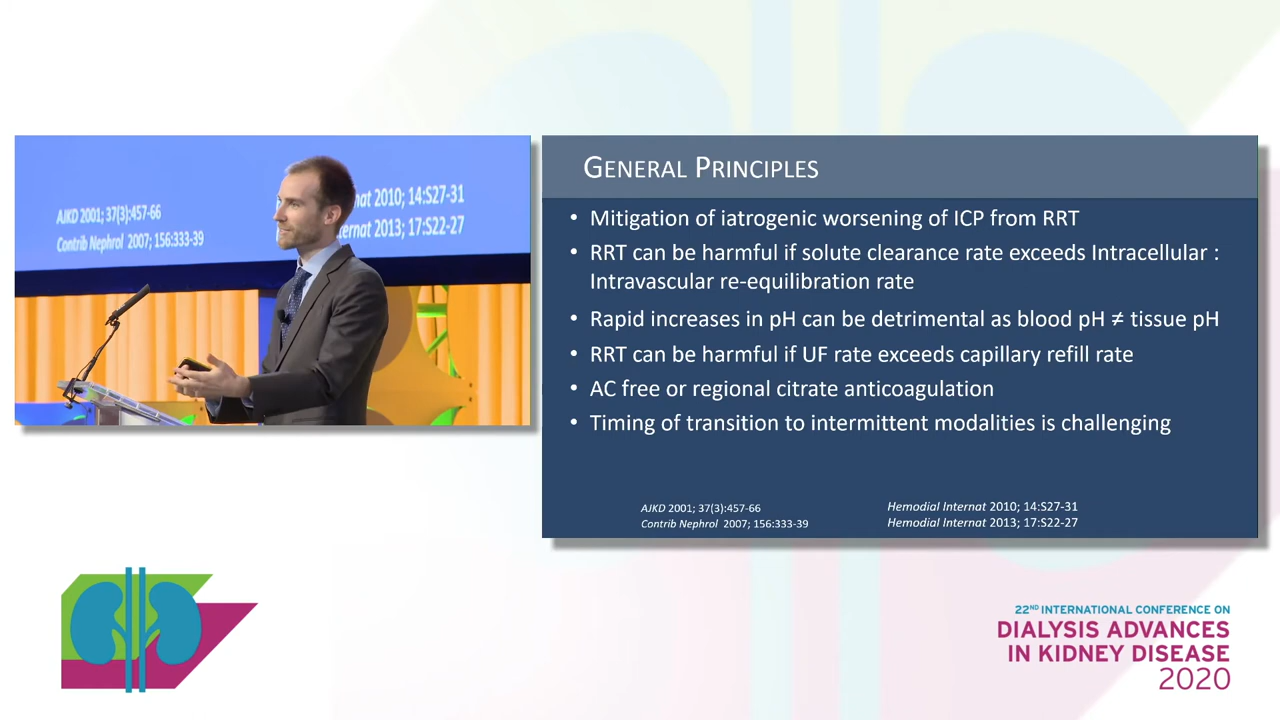 AJKD 2001; 37(3):457-66
Contrib Nephrol 2007; 156:333-39
nat 2010; 14:S27-31
ternat 2013; 17:S22-27
GENERAL PRINCIPLES
• Mitigation of iatrogenic worsening of ICP from RRT
• RRT can be harmful if solute clearance rate exceeds Intracellular :
Intravascular re-equilibration rate
• Rapid increases in pH can be detrimental as blood pH ≠ tissue pH
• RRT can be harmful if UF rate exceeds capillary refill rate
• AC free or regional citrate anticoagulation
• Timing of transition to intermittent modalities is challenging
AJKD 2001; 37(3):457-66
Contrib Nephrol 2007; 156:333-39
Hemodial Internat 2010; 14:S27-31
Hemodial Internat 2013; 17:S22-27
22ND INTERNATIONAL CONFERENCE ON
DIALYSIS ADVANCES
IN KIDNEY DISEASE
2020